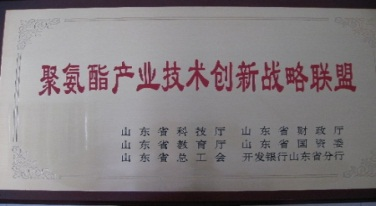 聚氨酯产业技术创新战略联盟
山东省科技厅 山东省财政厅
山东省教育厅 山东省国资委
山东省总工会 开发银行山东省分行